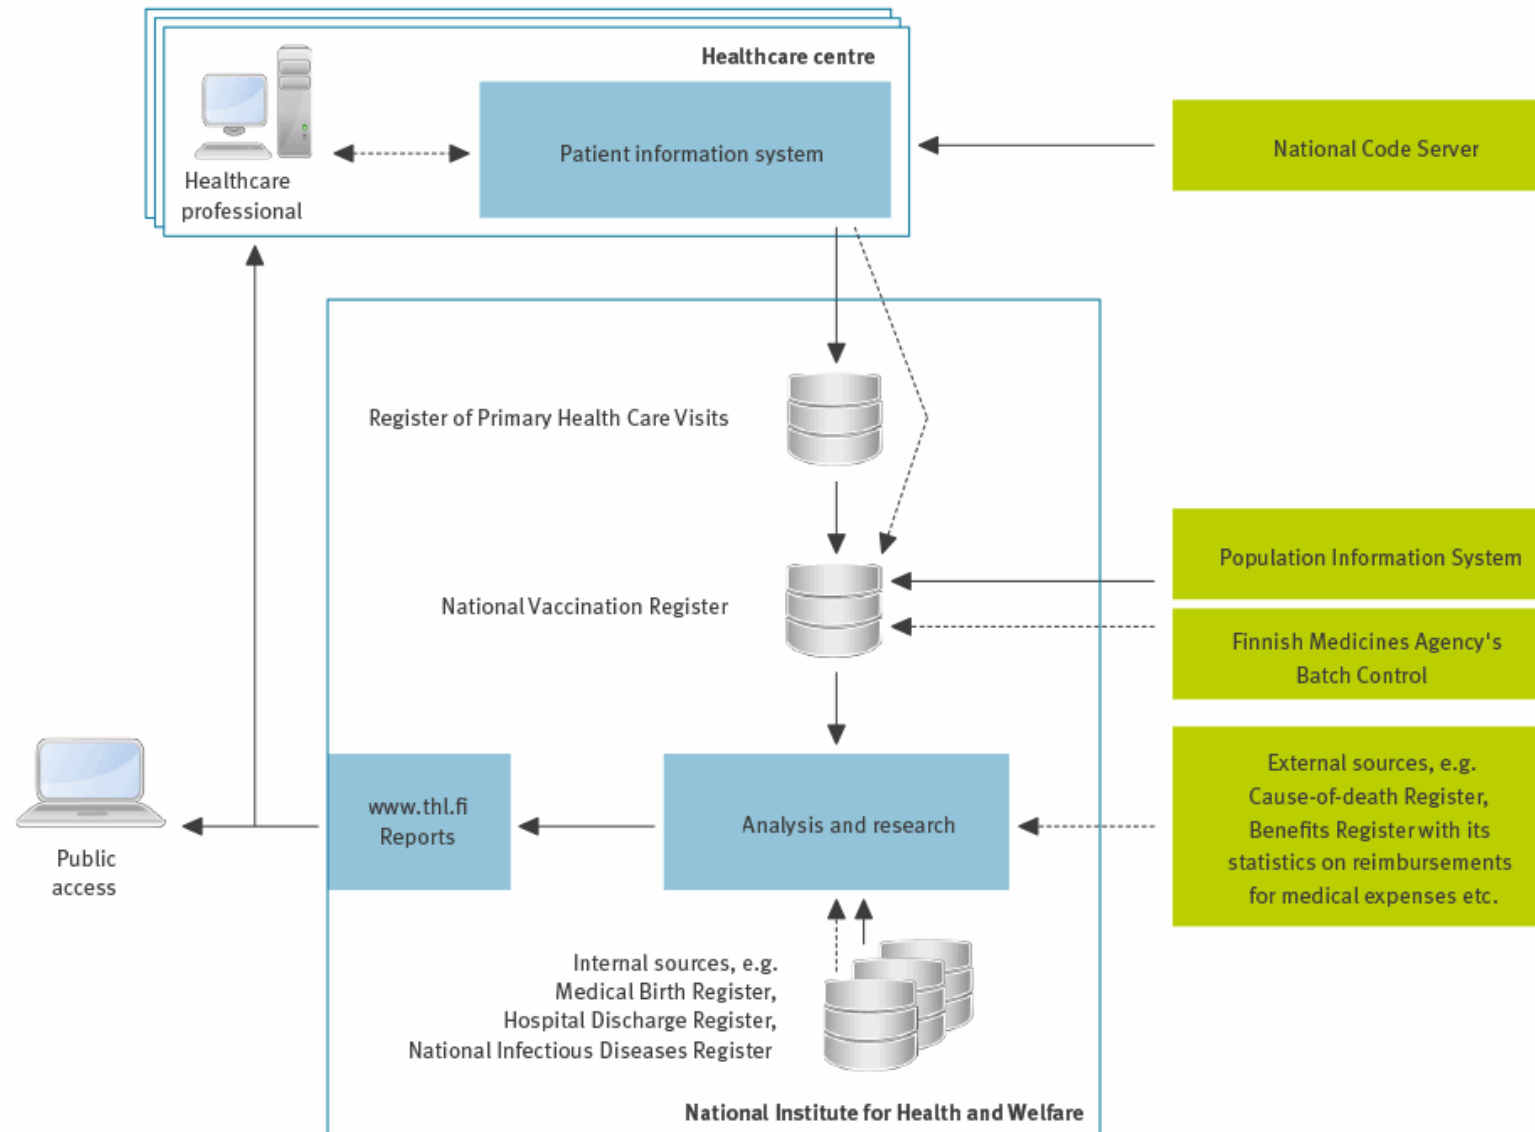 Healthcare centre
Healthcare
professional
Patient information system
National Code Server
Register of Primary Health Care Visits
National Vaccination Register
Population Information System
Finnish Medicines Agency's
Batch Control
Public
access
www.thl.fi
Reports
Analysis and research
External sources, e.g.
Cause-of-death Register,
Benefits Register with its
statistics on reimbursements
for medical expenses etc.
Internal sources, e.g.
Medical Birth Register,
Hospital Discharge Register,
National Infectious Diseases Register
National Institute for Health and Welfare